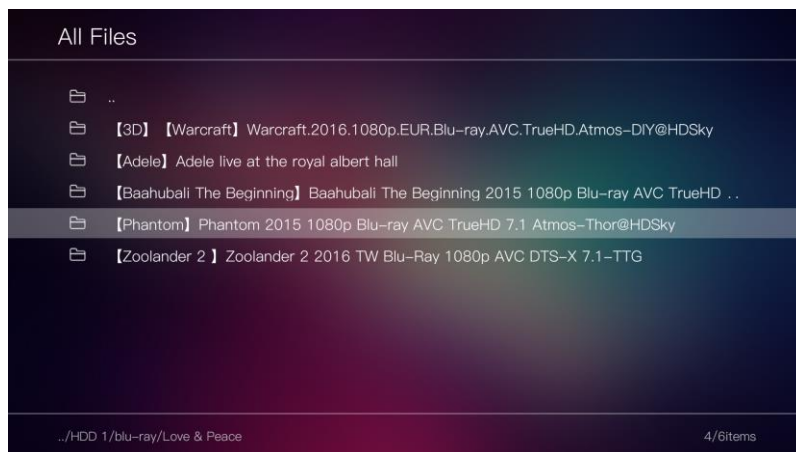 All Files
..
【3D】【Warcraft】Warcraft.2016.1080p.EUR.Blu-ray.AVC.TrueHD.Atmos-DIY@HDSky
【Adele】Adele live at the royal albert hall
【Baahubali The Beginning】Baahubali The Beginning 2015 1080p Blu-ray AVC TrueHD ..
【Phantom】Phantom 2015 1080p Blu-ray AVC TrueHD 7.1 Atmos-Thor@HDSky
【Zoolander 2 】Zoolander 2 2016 TW Blu-Ray 1080p AVC DTS-X 7.1-TTG
../HDD 1/blu-ray/Love & Peace
4/6items